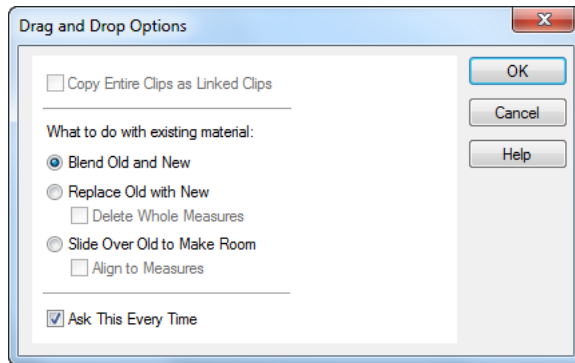 Drag and Drop Options
Copy Entire Clips as Linked Clips
What to do with existing material:
Blend Old and New
Replace Old with New
Delete Whole Measures
Slide Over Old to Make Room
Align to Measures
Ask This Every Time
OK
Cancel
Help